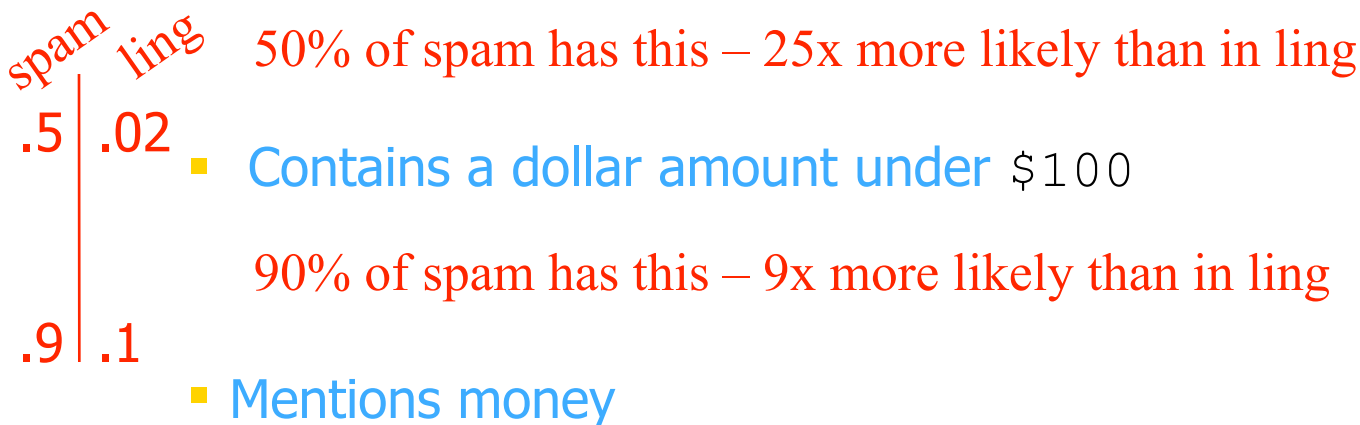 spam ling
50% of spam has this – 25x more likely than in ling
.5 .02
Contains a dollar amount under $100
90% of spam has this – 9x more likely than in ling
.9 .1
Mentions money